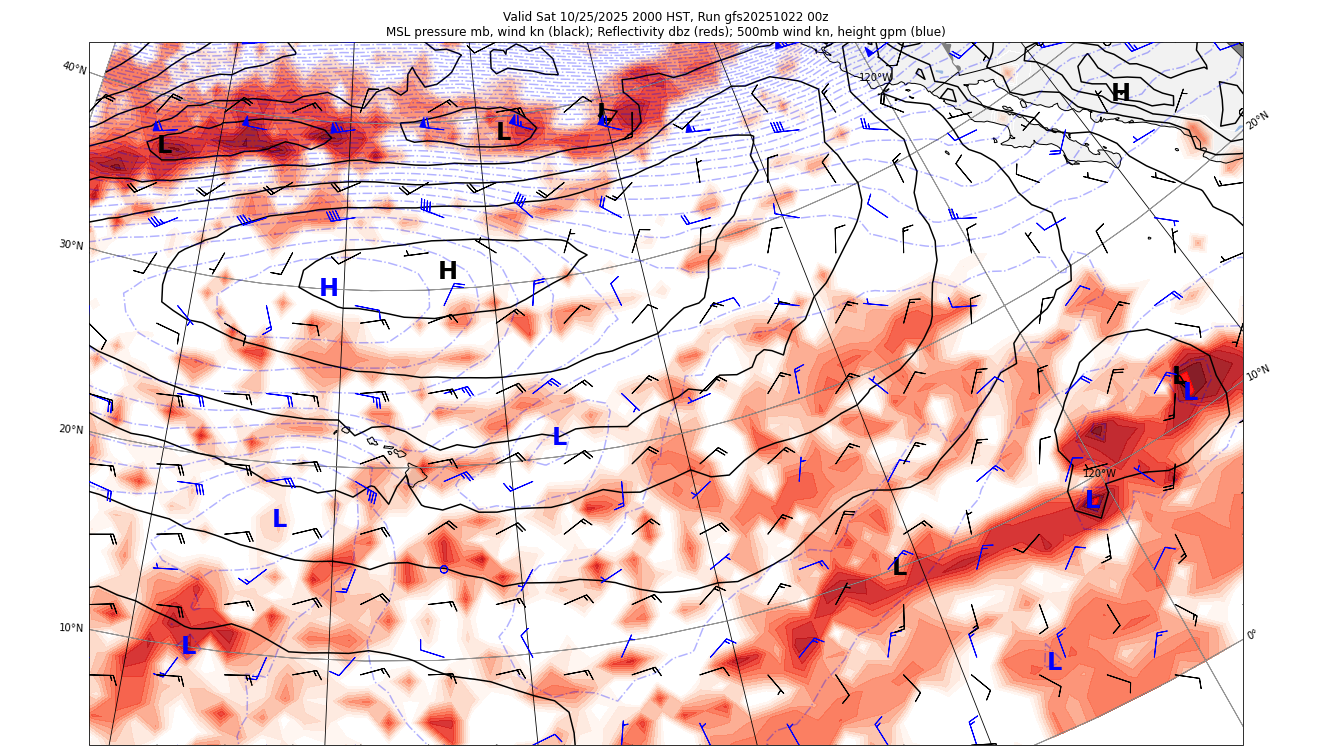 Valid Sat 10/25/2025 2000 HST, Run gfs20251022 00z
MSL pressure mb, wind kn (black); Reflectivity dbz (reds); 500mb wind kn, height gpm (blue)
40°N
120°W
H
20°N
L
L
L
30°N
H
H
L
L
10°N
20°N
L
120°W
L
L
L
10°N
L
L
0°